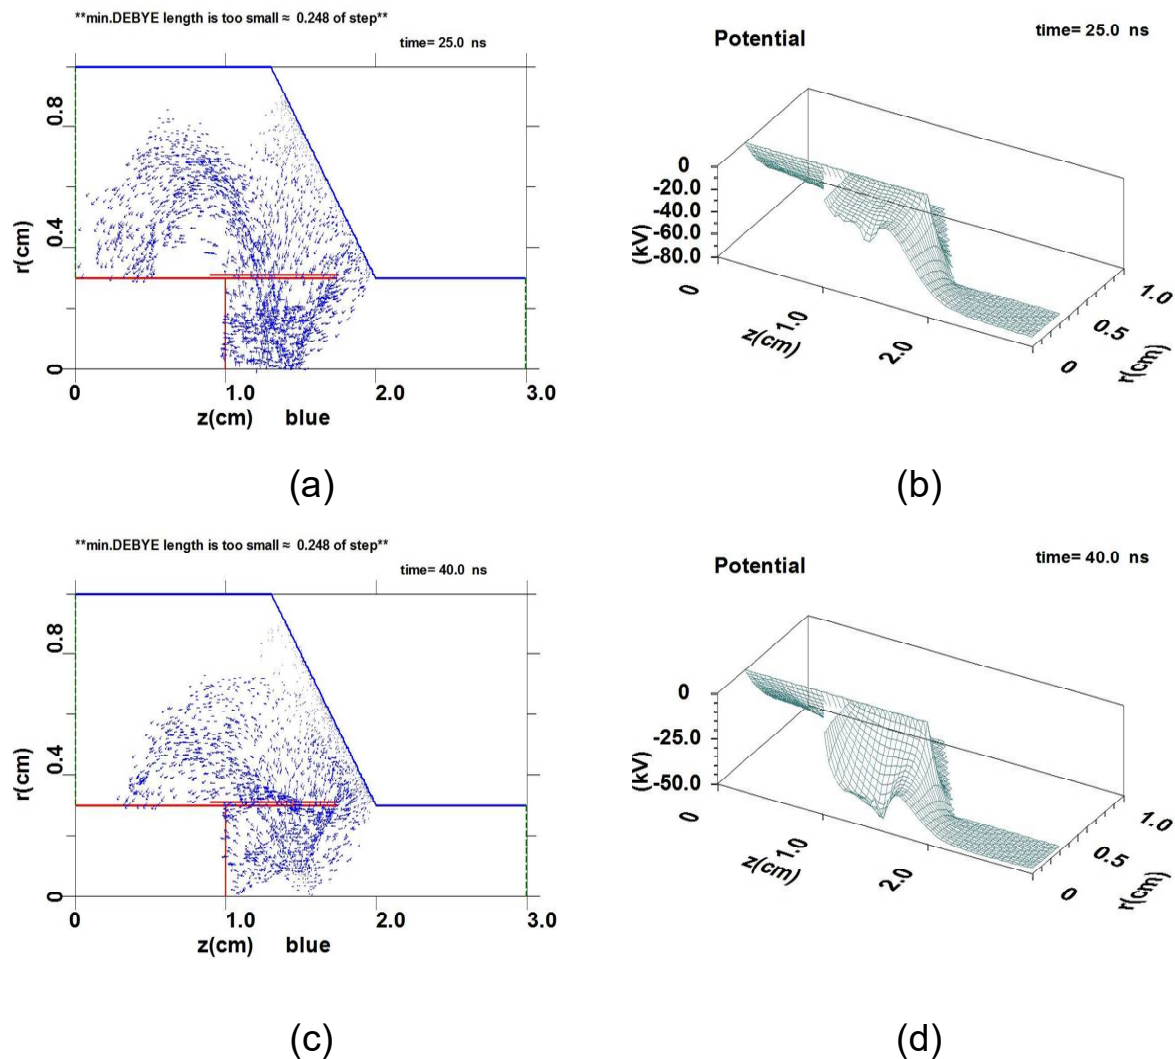 **min.DEBYE length is too small ≈ 0.248 of step**
time= 25.0 ns
r(cm)
0.8
0.4
0
0 1.0 2.0 3.0
z(cm) blue
(a)
Potential
time= 25.0 ns
0
-20.0
-40.0
-60.0
-80.0
(kV)
0 1.0 2.0
z(cm)
0 0.5 1.0
r(cm)
(b)
**min.DEBYE length is too small ≈ 0.248 of step**
time= 40.0 ns
r(cm)
0.8
0.4
0
0 1.0 2.0 3.0
z(cm) blue
(c)
Potential
time= 40.0 ns
0
-25.0
-50.0
(kV)
0 1.0 2.0
z(cm)
0 0.5 1.0
r(cm)
(d)